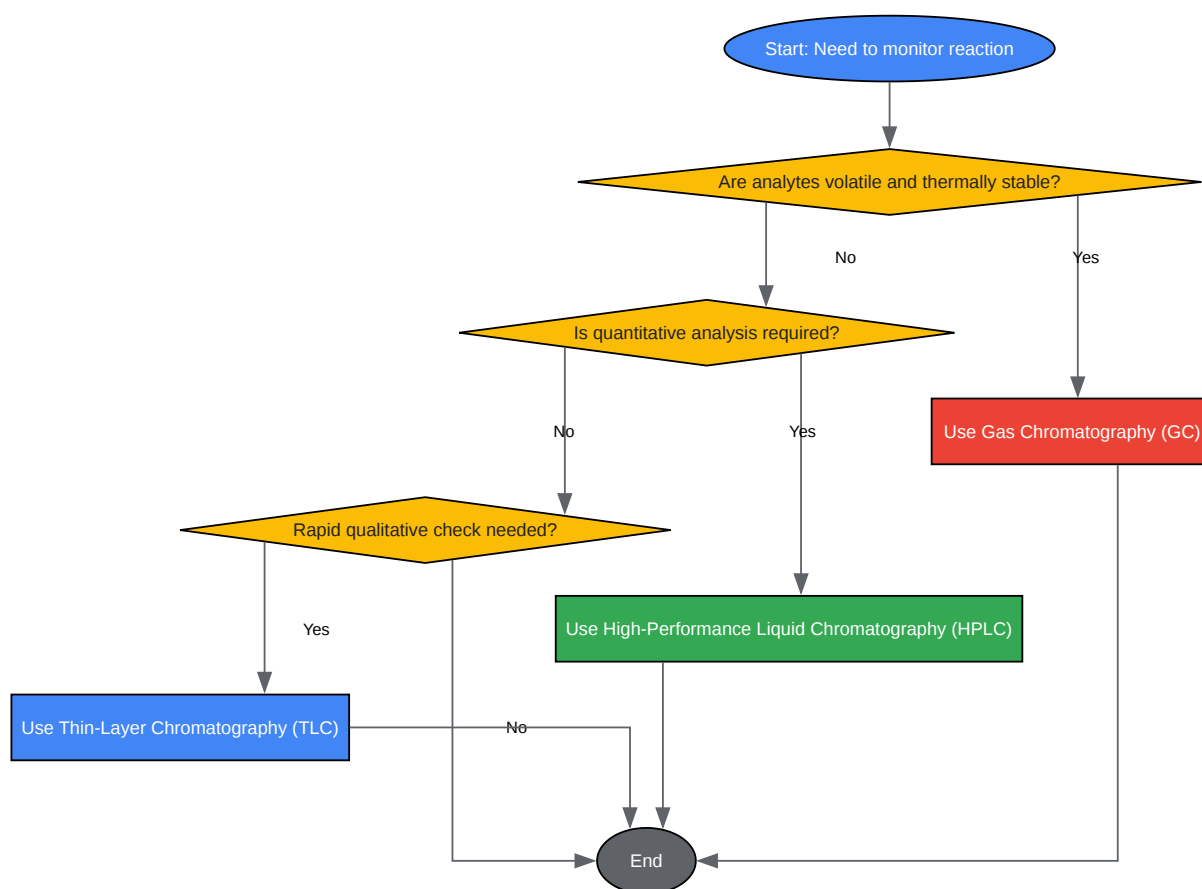 Start: Need to monitor reaction
Are analytes volatile and thermally stable?
No
Yes
Is quantitative analysis required?
No
Yes
Use Gas Chromatography (GC)
Rapid qualitative check needed?
Yes
Use High-Performance Liquid Chromatography (HPLC)
Use Thin-Layer Chromatography (TLC)
No
End